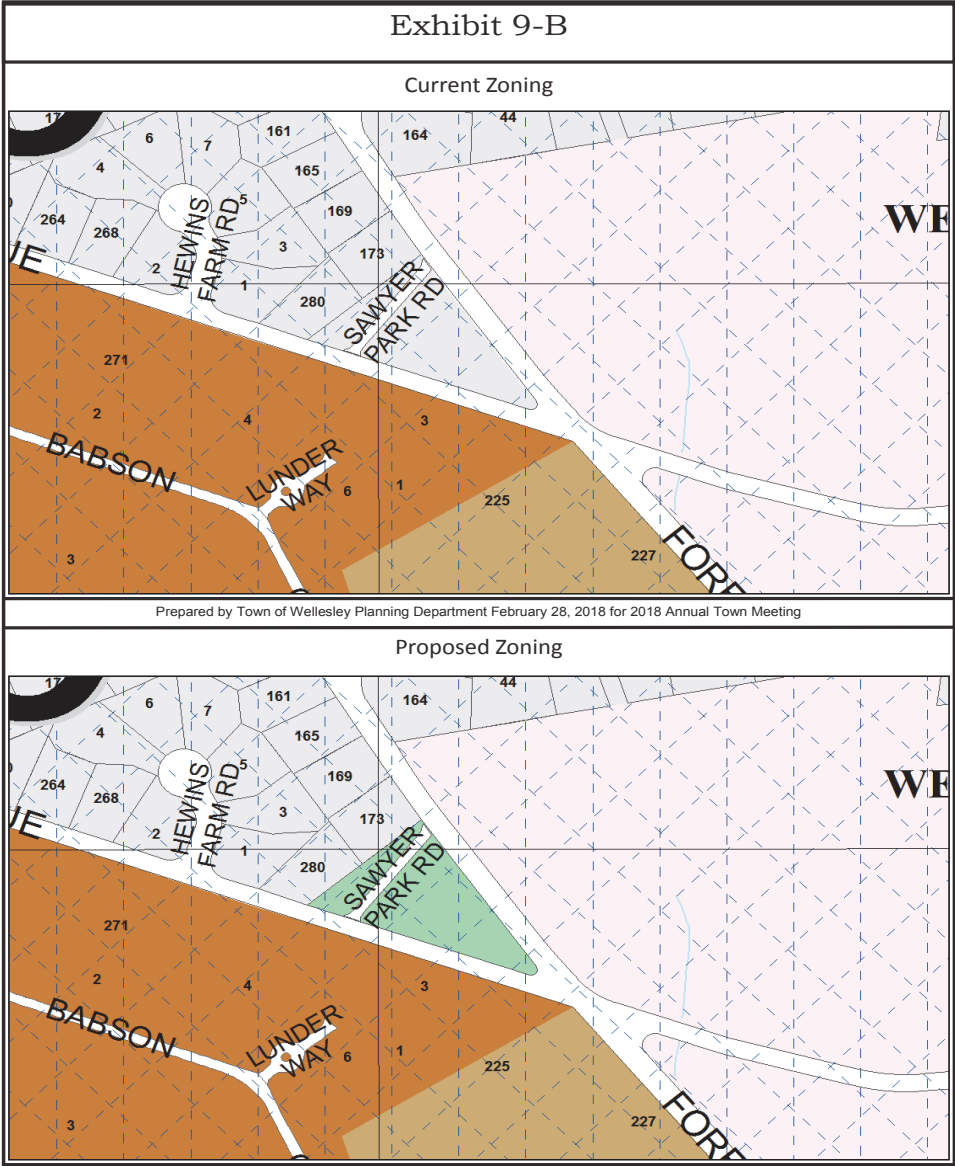 Exhibit 9-B
Current Zoning
17
6
7
161
164
44
4
165
5
264
268
169
WE
HEWINS
FARM RD
3
173
2
1
280
SAWYER
PARK RD
UE
271
2
4
3
BABSON
LUNDER
WAY
6
1
225
3
227
FORE
Prepared by Town of Wellesley Planning Department February 28, 2018 for 2018 Annual Town Meeting
Proposed Zoning
17
6
7
161
164
44
4
165
5
264
268
169
WE
HEWINS
FARM RD
3
173
2
1
280
SAWYER
PARK RD
UE
271
2
4
3
BABSON
LUNDER
WAY
6
1
225
3
227
FORE